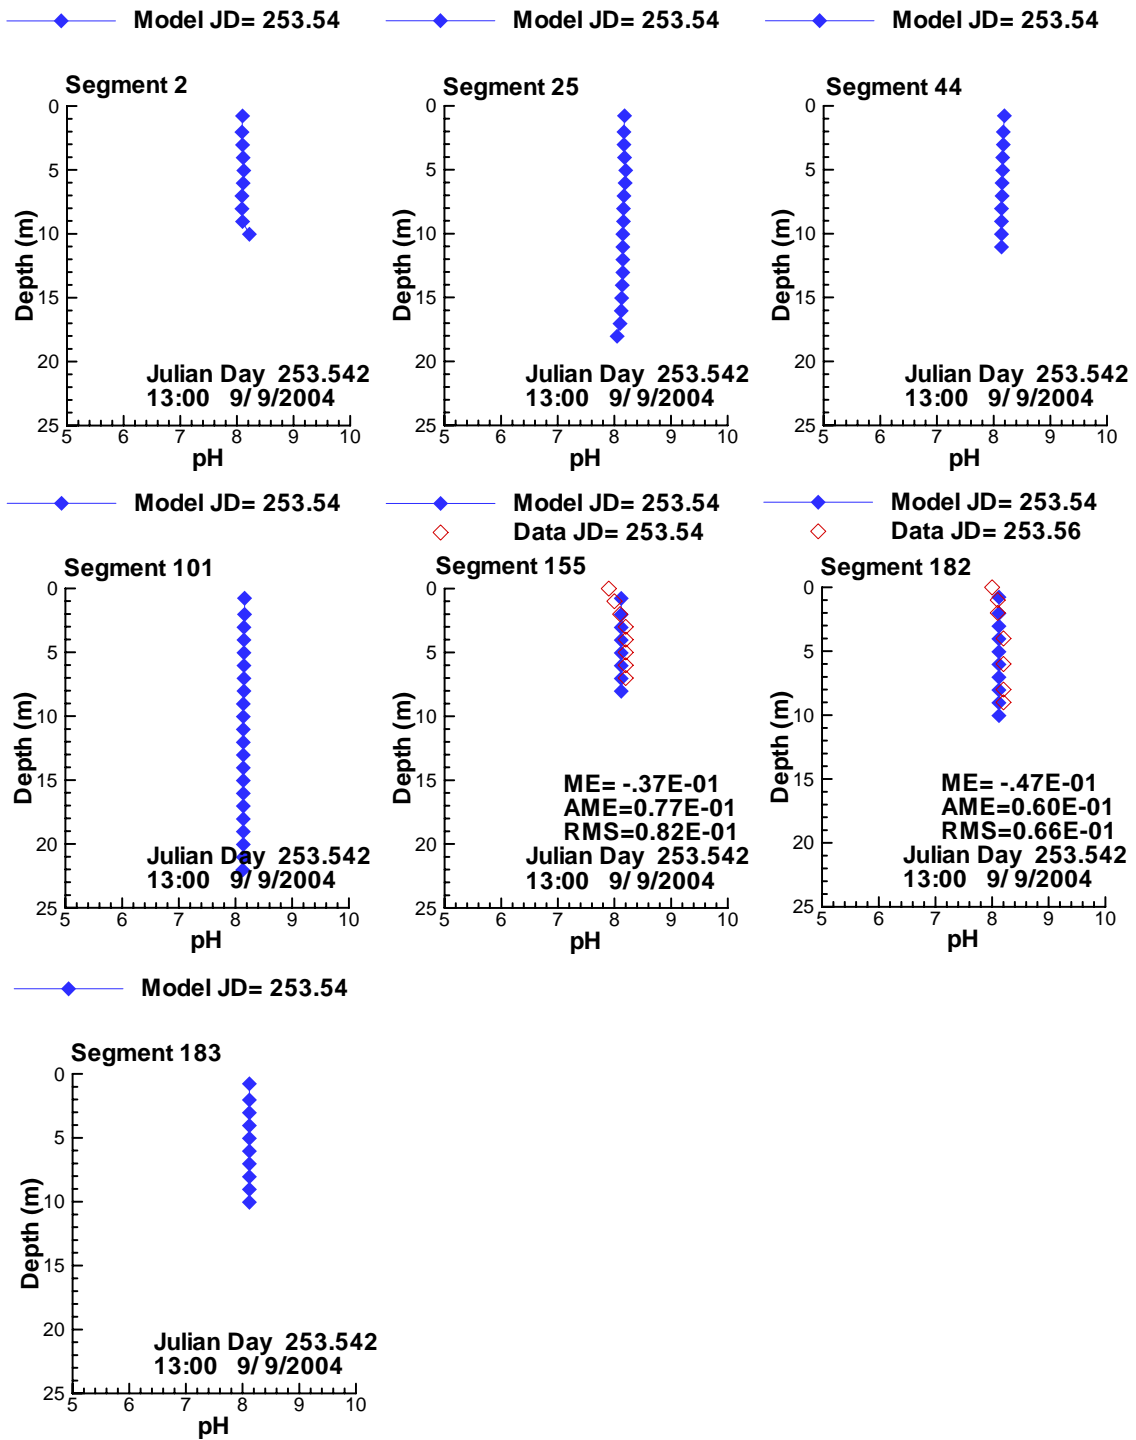 Model JD= 253.54
Model JD= 253.54
Model JD= 253.54
Segment 2
0
5
10
15
20
25
Depth (m)
Julian Day 253.542
13:00 9/ 9/2004
5 6 7 8 9 10
pH
Segment 25
0
5
10
15
20
25
Depth (m)
Julian Day 253.542
13:00 9/ 9/2004
5 6 7 8 9 10
pH
Segment 44
0
5
10
15
20
25
Depth (m)
Julian Day 253.542
13:00 9/ 9/2004
5 6 7 8 9 10
pH
Model JD= 253.54
Segment 101
0
5
10
15
20
25
Depth (m)
Julian Day 253.542
13:00 9/ 9/2004
5 6 7 8 9 10
pH
Model JD= 253.54
Data JD= 253.54
Segment 155
0
5
10
15
20
25
Depth (m)
ME= -.37E-01
AME=0.77E-01
RMS=0.82E-01
Julian Day 253.542
13:00 9/ 9/2004
5 6 7 8 9 10
pH
Model JD= 253.54
Data JD= 253.56
Segment 182
0
5
10
15
20
25
Depth (m)
ME= -.47E-01
AME=0.60E-01
RMS=0.66E-01
Julian Day 253.542
13:00 9/ 9/2004
5 6 7 8 9 10
pH
Model JD= 253.54
Segment 183
0
5
10
15
20
25
Depth (m)
Julian Day 253.542
13:00 9/ 9/2004
5 6 7 8 9 10
pH